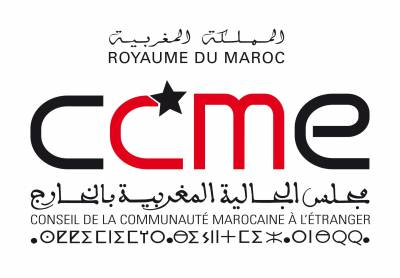 المملكة المغربية
ROYAUME DU MAROC
ccme
مجلس الجالية المغربية بالخارج
CONSEIL DE LA COMMUNAUTÉ MAROCAINE À L'ÉTRANGER